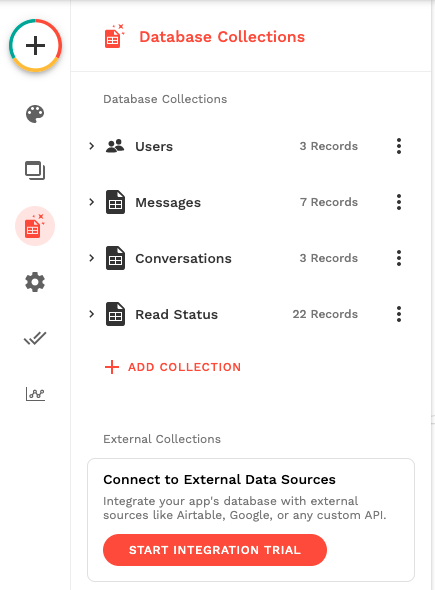 Database Collections
Database Collections
Users 3 Records
Messages 7 Records
Conversations 3 Records
Read Status 22 Records
ADD COLLECTION
External Collections
Connect to External Data Sources
Integrate your app's database with external
sources like Airtable, Google, or any custom API.
START INTEGRATION TRIAL